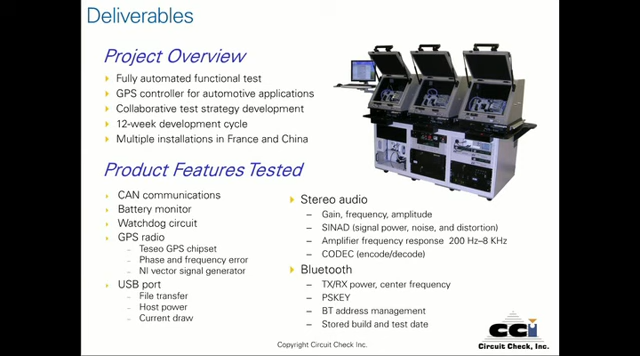 Deliverables
Project Overview
Fully automated functional test
GPS controller for automotive applications
Collaborative test strategy development
12-week development cycle
Multiple installations in France and China
Product Features Tested
CAN communications
Battery monitor
Watchdog circuit
GPS radio
– Teseo GPS chipset
– Phase and frequency error
– NI vector signal generator
USB port
– File transfer
– Host power
– Current draw
Stereo audio
– Gain, frequency, amplitude
– SINAD (signal power, noise, and distortion)
– Amplifier frequency response 200 Hz–8 KHz
– CODEC (encode/decode)
Bluetooth
– TX/RX power, center frequency
– PSKEY
– BT address management
– Stored build and test date
Copyright Circuit Check Inc.
CCI
Circuit Check, Inc.